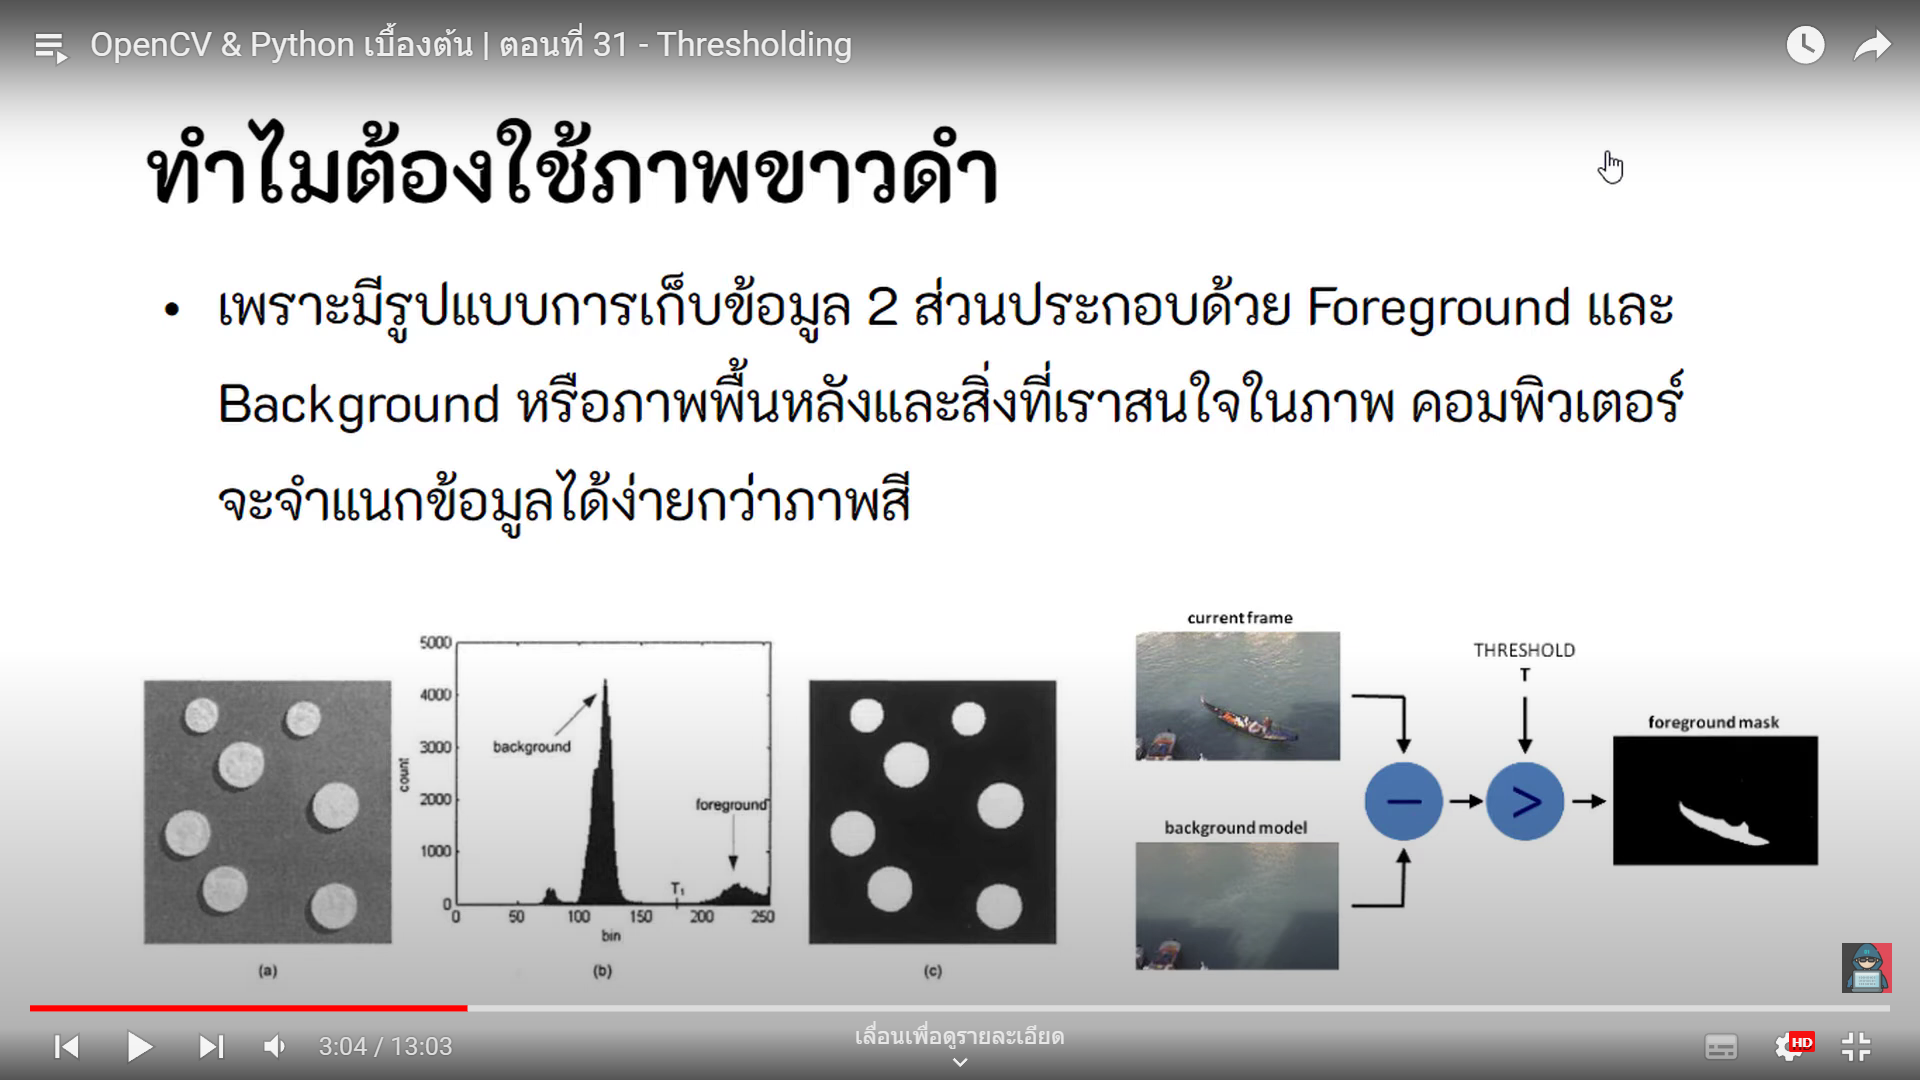 OpenCV & Python เบื้องต้น | ตอนที่ 31 - Thresholding
ทำไมต้องใช้ภาพขาวดำ
• เพราะมีรูปแบบการเก็บข้อมูล 2 ส่วนประกอบด้วย Foreground และ
Background หรือภาพพื้นหลังและสิ่งที่เราสนใจในภาพ คอมพิวเตอร์
จะจำแนกข้อมูลได้ง่ายกว่าภาพสี
5000
4000
3000
2000
1000
0
count
background
foreground
T1
0 50 100 150 200 250
bin
(a) (b) (c)
current frame
THRESHOLD
T
foreground mask
−
>
background model
3:04 / 13:03
เลื่อนเพื่อดูรายละเอียด
HD